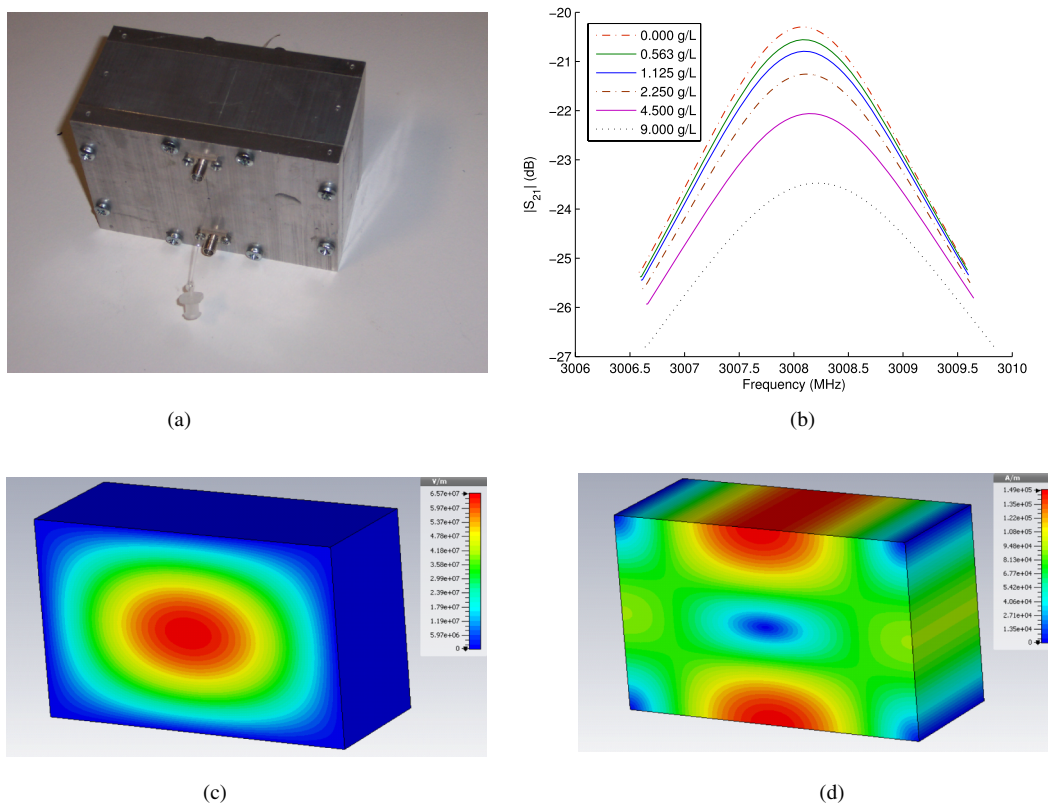 -20
-21
-22
-23
-24
-25
-26
-27
|S21| (dB)
0.000 g/L
0.563 g/L
1.125 g/L
2.250 g/L
4.500 g/L
9.000 g/L
3006 3006.5 3007 3007.5 3008 3008.5 3009 3009.5 3010
Frequency (MHz)
(a)
(b)
V/m
6.57e+07
5.97e+07
5.37e+07
4.78e+07
4.18e+07
3.58e+07
2.99e+07
2.39e+07
1.79e+07
1.19e+07
5.97e+06
0
A/m
1.49e+05
1.35e+05
1.22e+05
1.08e+05
9.48e+04
8.13e+04
6.77e+04
5.42e+04
4.06e+04
2.71e+04
1.35e+04
0
(c)
(d)